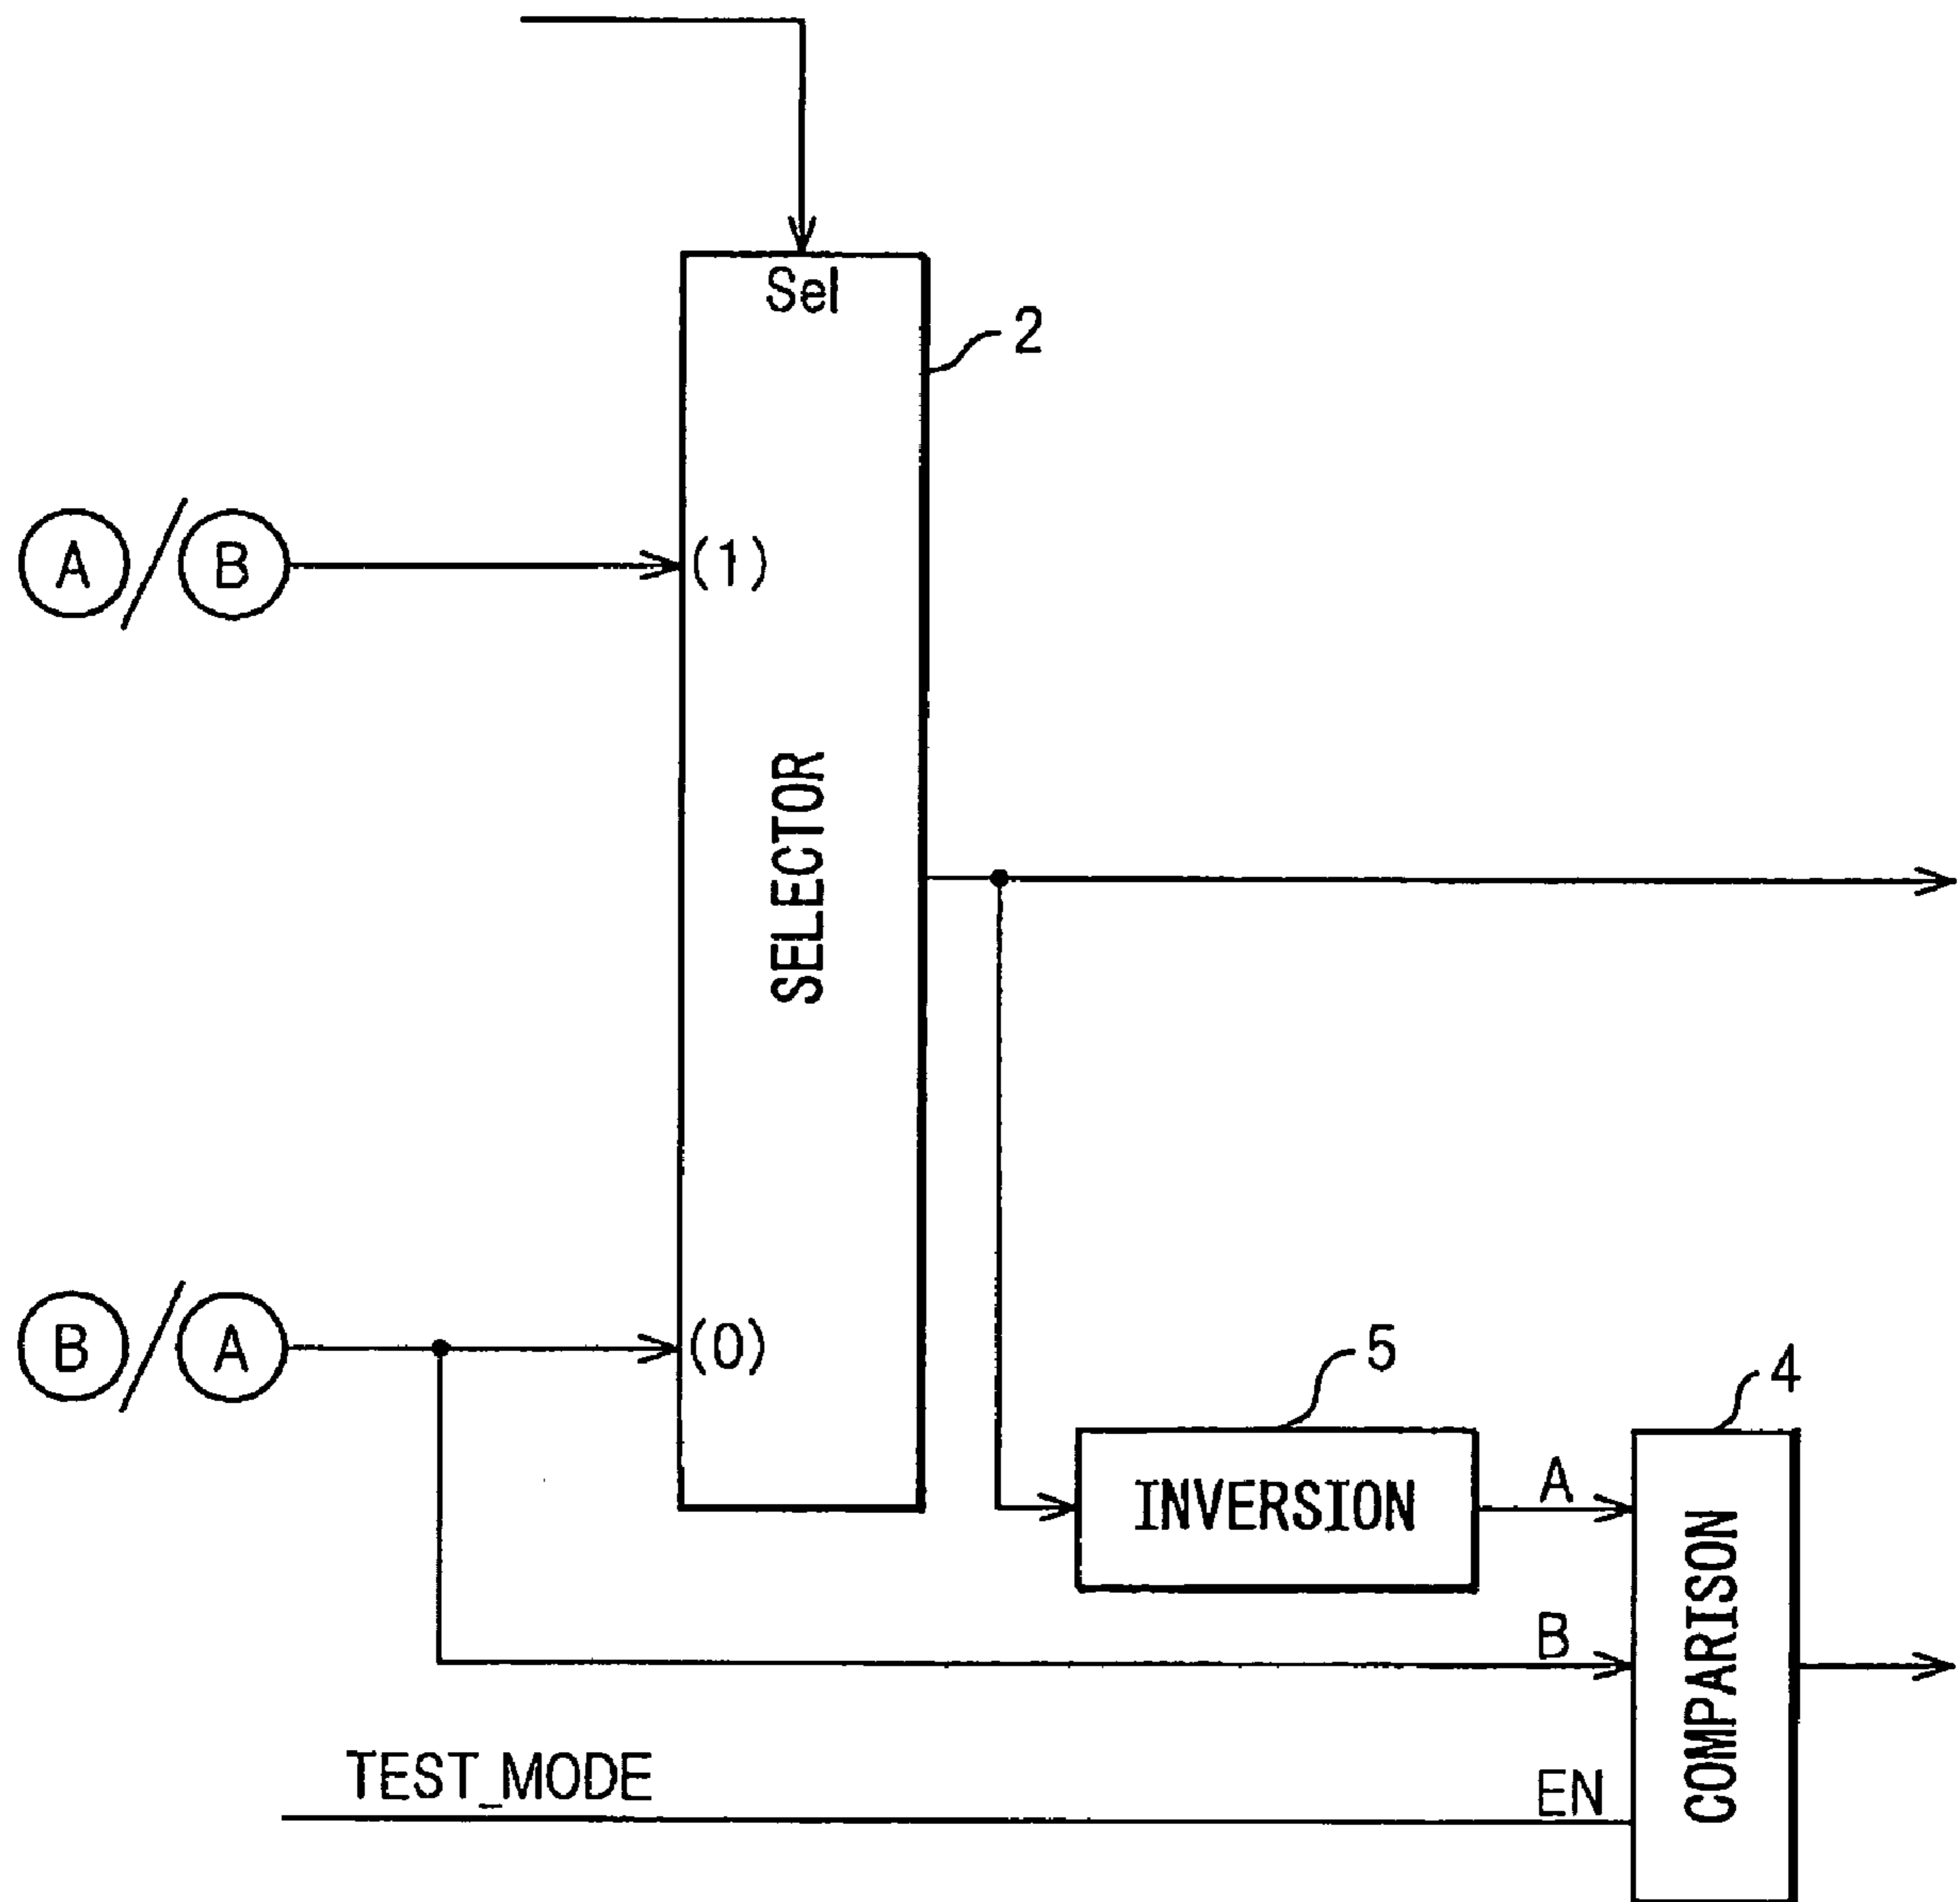 Sel
2
A/B
(1)
SELECTOR
B/A
(0)
5
4
INVERSION
A
COMPARISON
B
TEST_MODE
EN